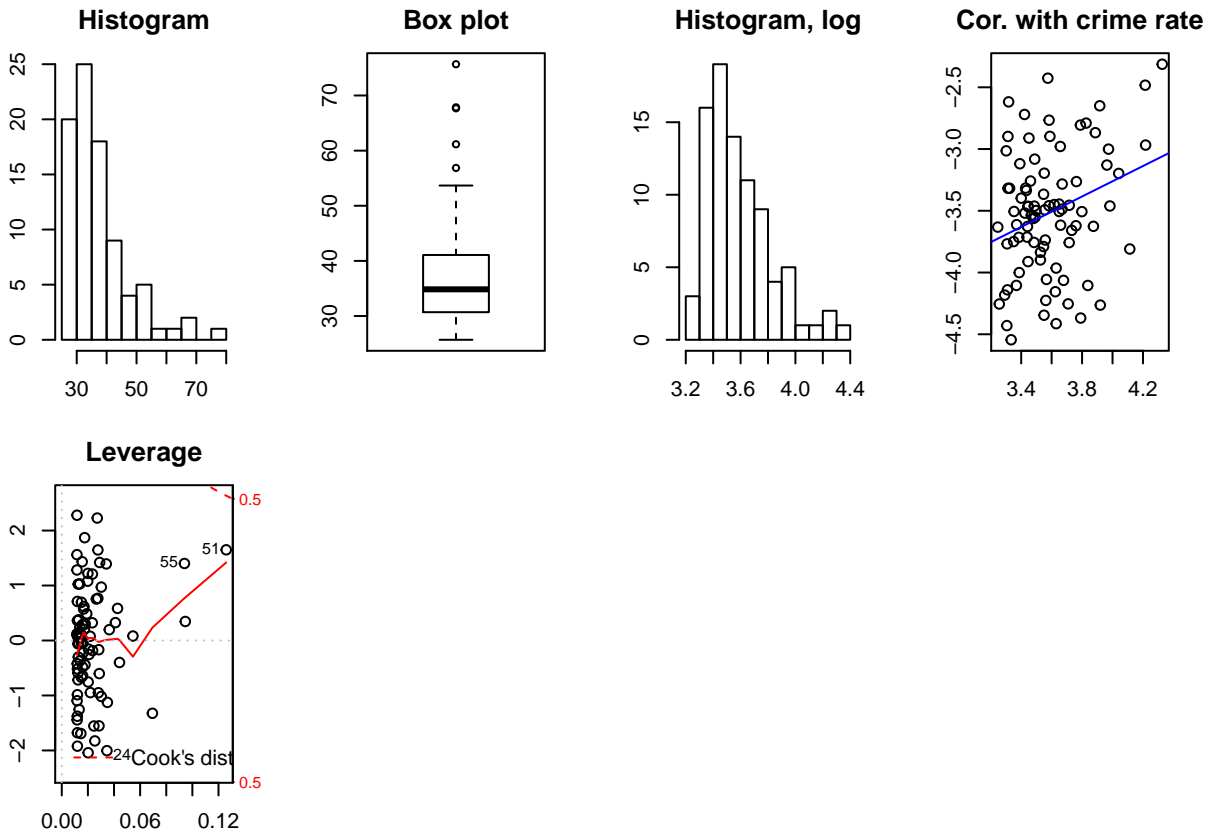 Histogram
0 5 10 15 20 25
30 50 70
Box plot
30 40 50 60 70
Histogram, log
0 5 10 15
3.2 3.6 4.0 4.4
Cor. with crime rate
−4.5 −4.0 −3.5 −3.0 −2.5
3.4 3.8 4.2
Leverage
−2 −1 0 1 2
0.5
51
55
24
Cook's dist
0.5
0.00 0.06 0.12